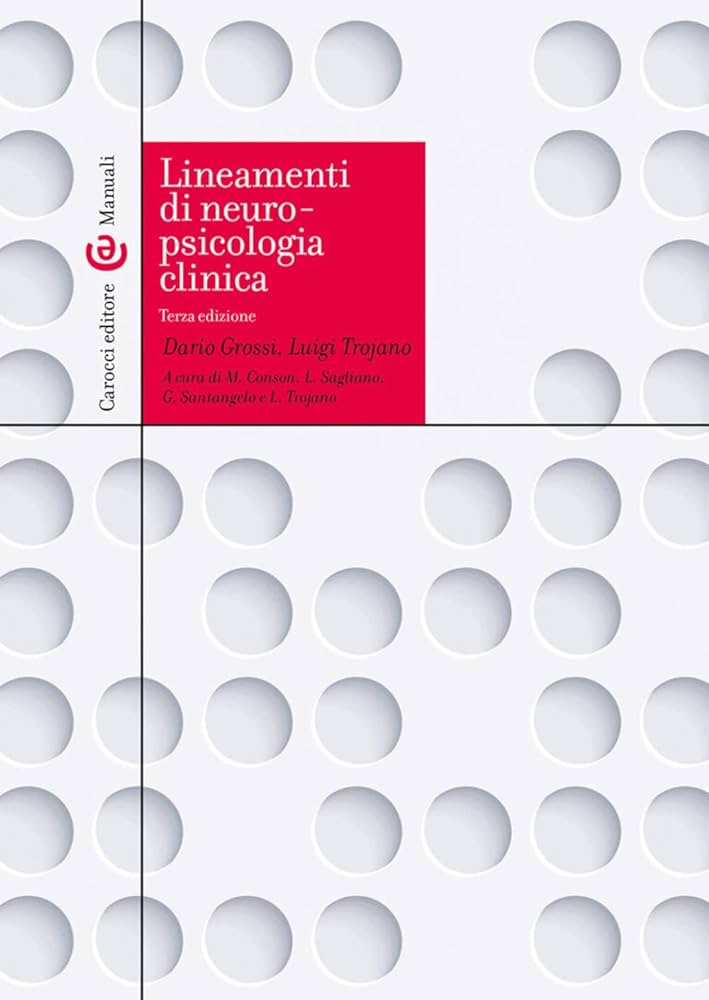 Lineamenti
di neuro-
psicologia
clinica
Terza edizione
Dario Grossi, Luigi Trojano
A cura di M. Conson, L. Sagliano,
G. Santangelo e L. Trojano
Carocci editore Manuali